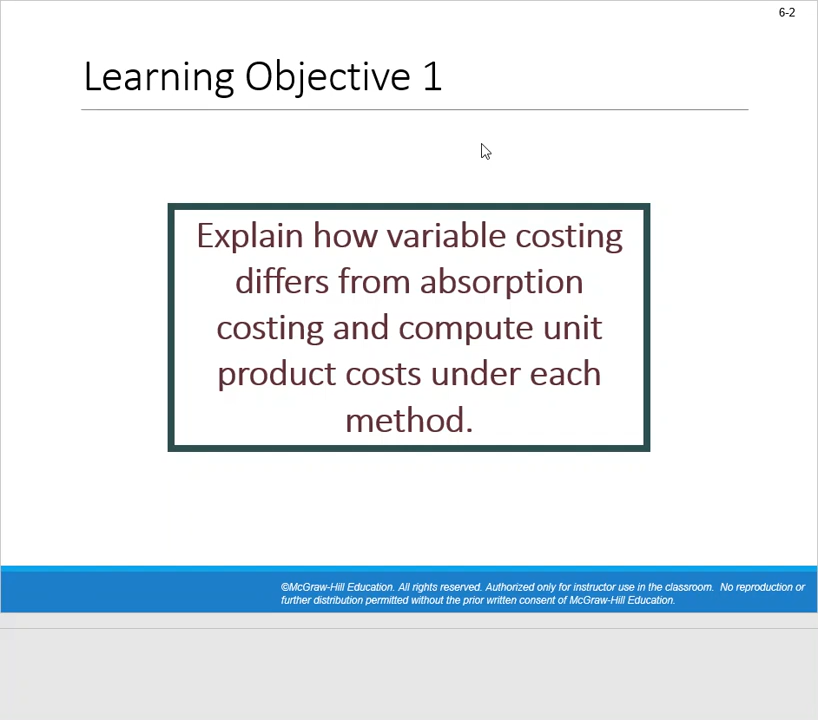 6-2
Learning Objective 1
Explain how variable costing
differs from absorption
costing and compute unit
product costs under each
method.
©McGraw-Hill Education. All rights reserved. Authorized only for instructor use in the classroom. No reproduction or
further distribution permitted without the prior written consent of McGraw-Hill Education.